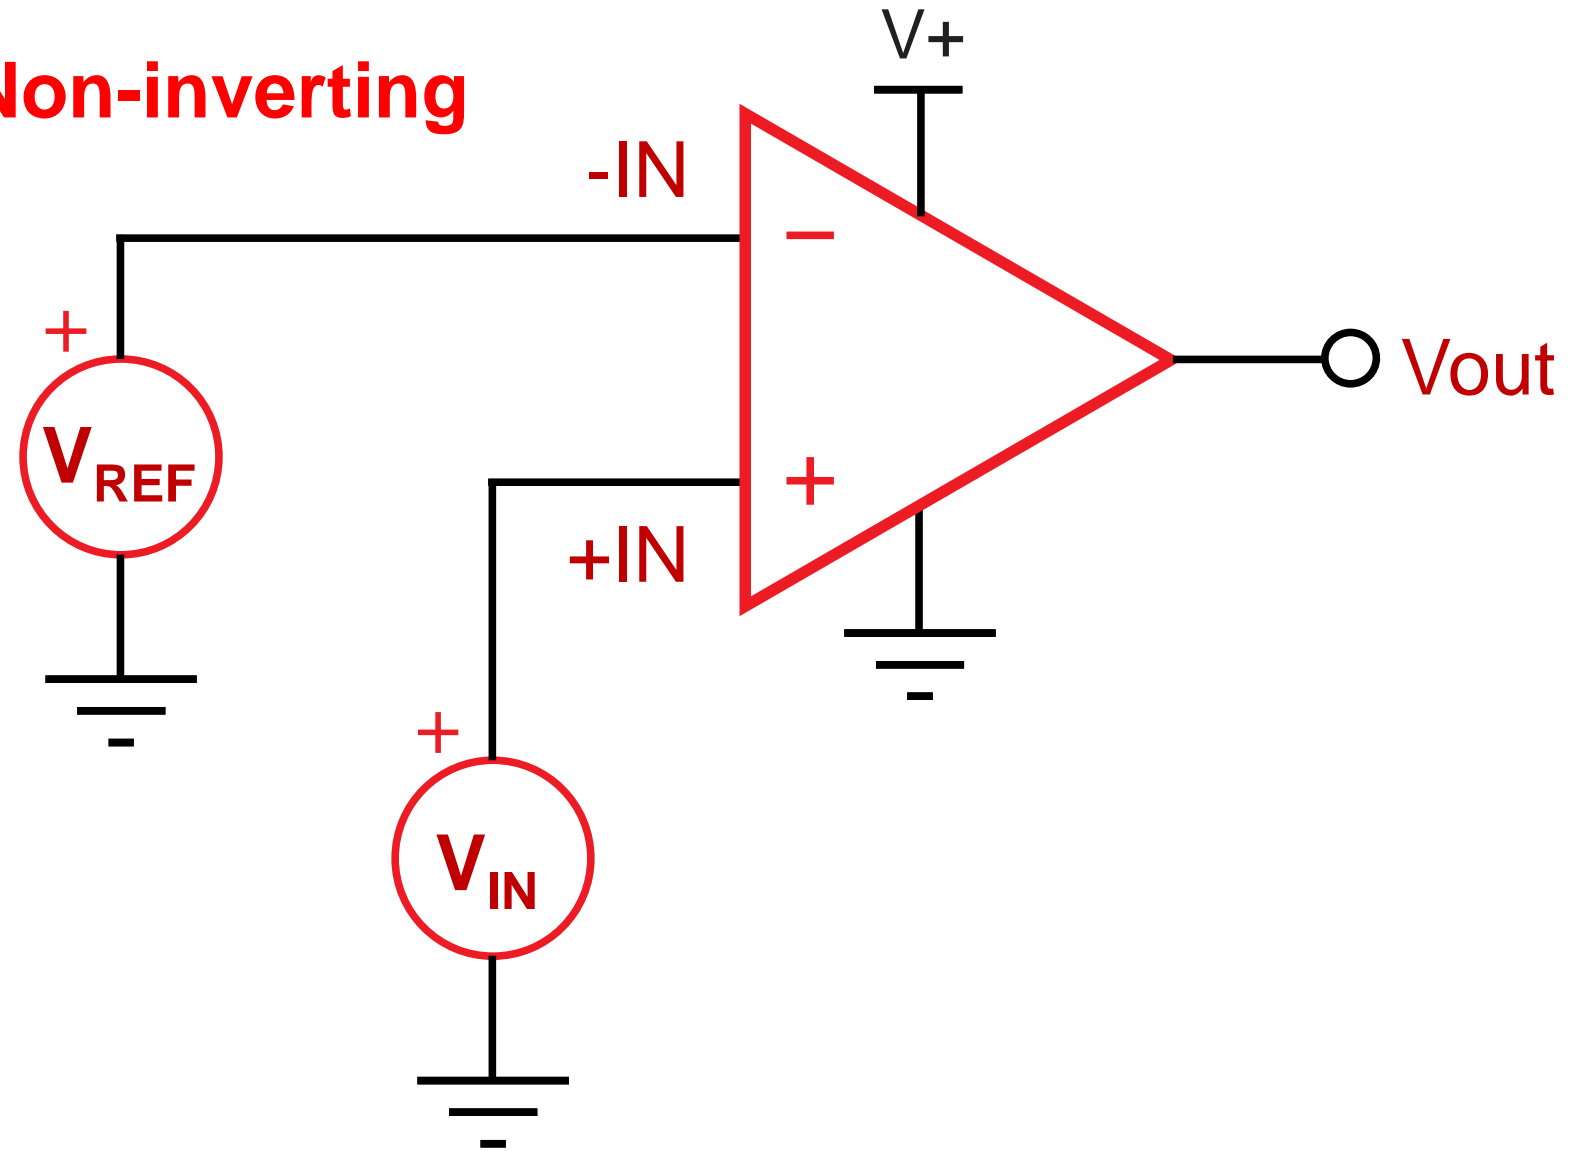 V+
Non-inverting
-IN
−
+
Vout
VREF
+
+IN
+
VIN